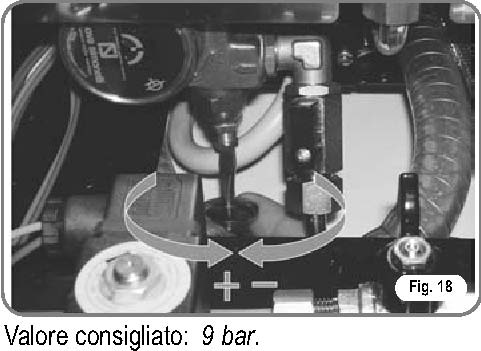 + −
Fig. 18
Valore consigliato: 9 bar.